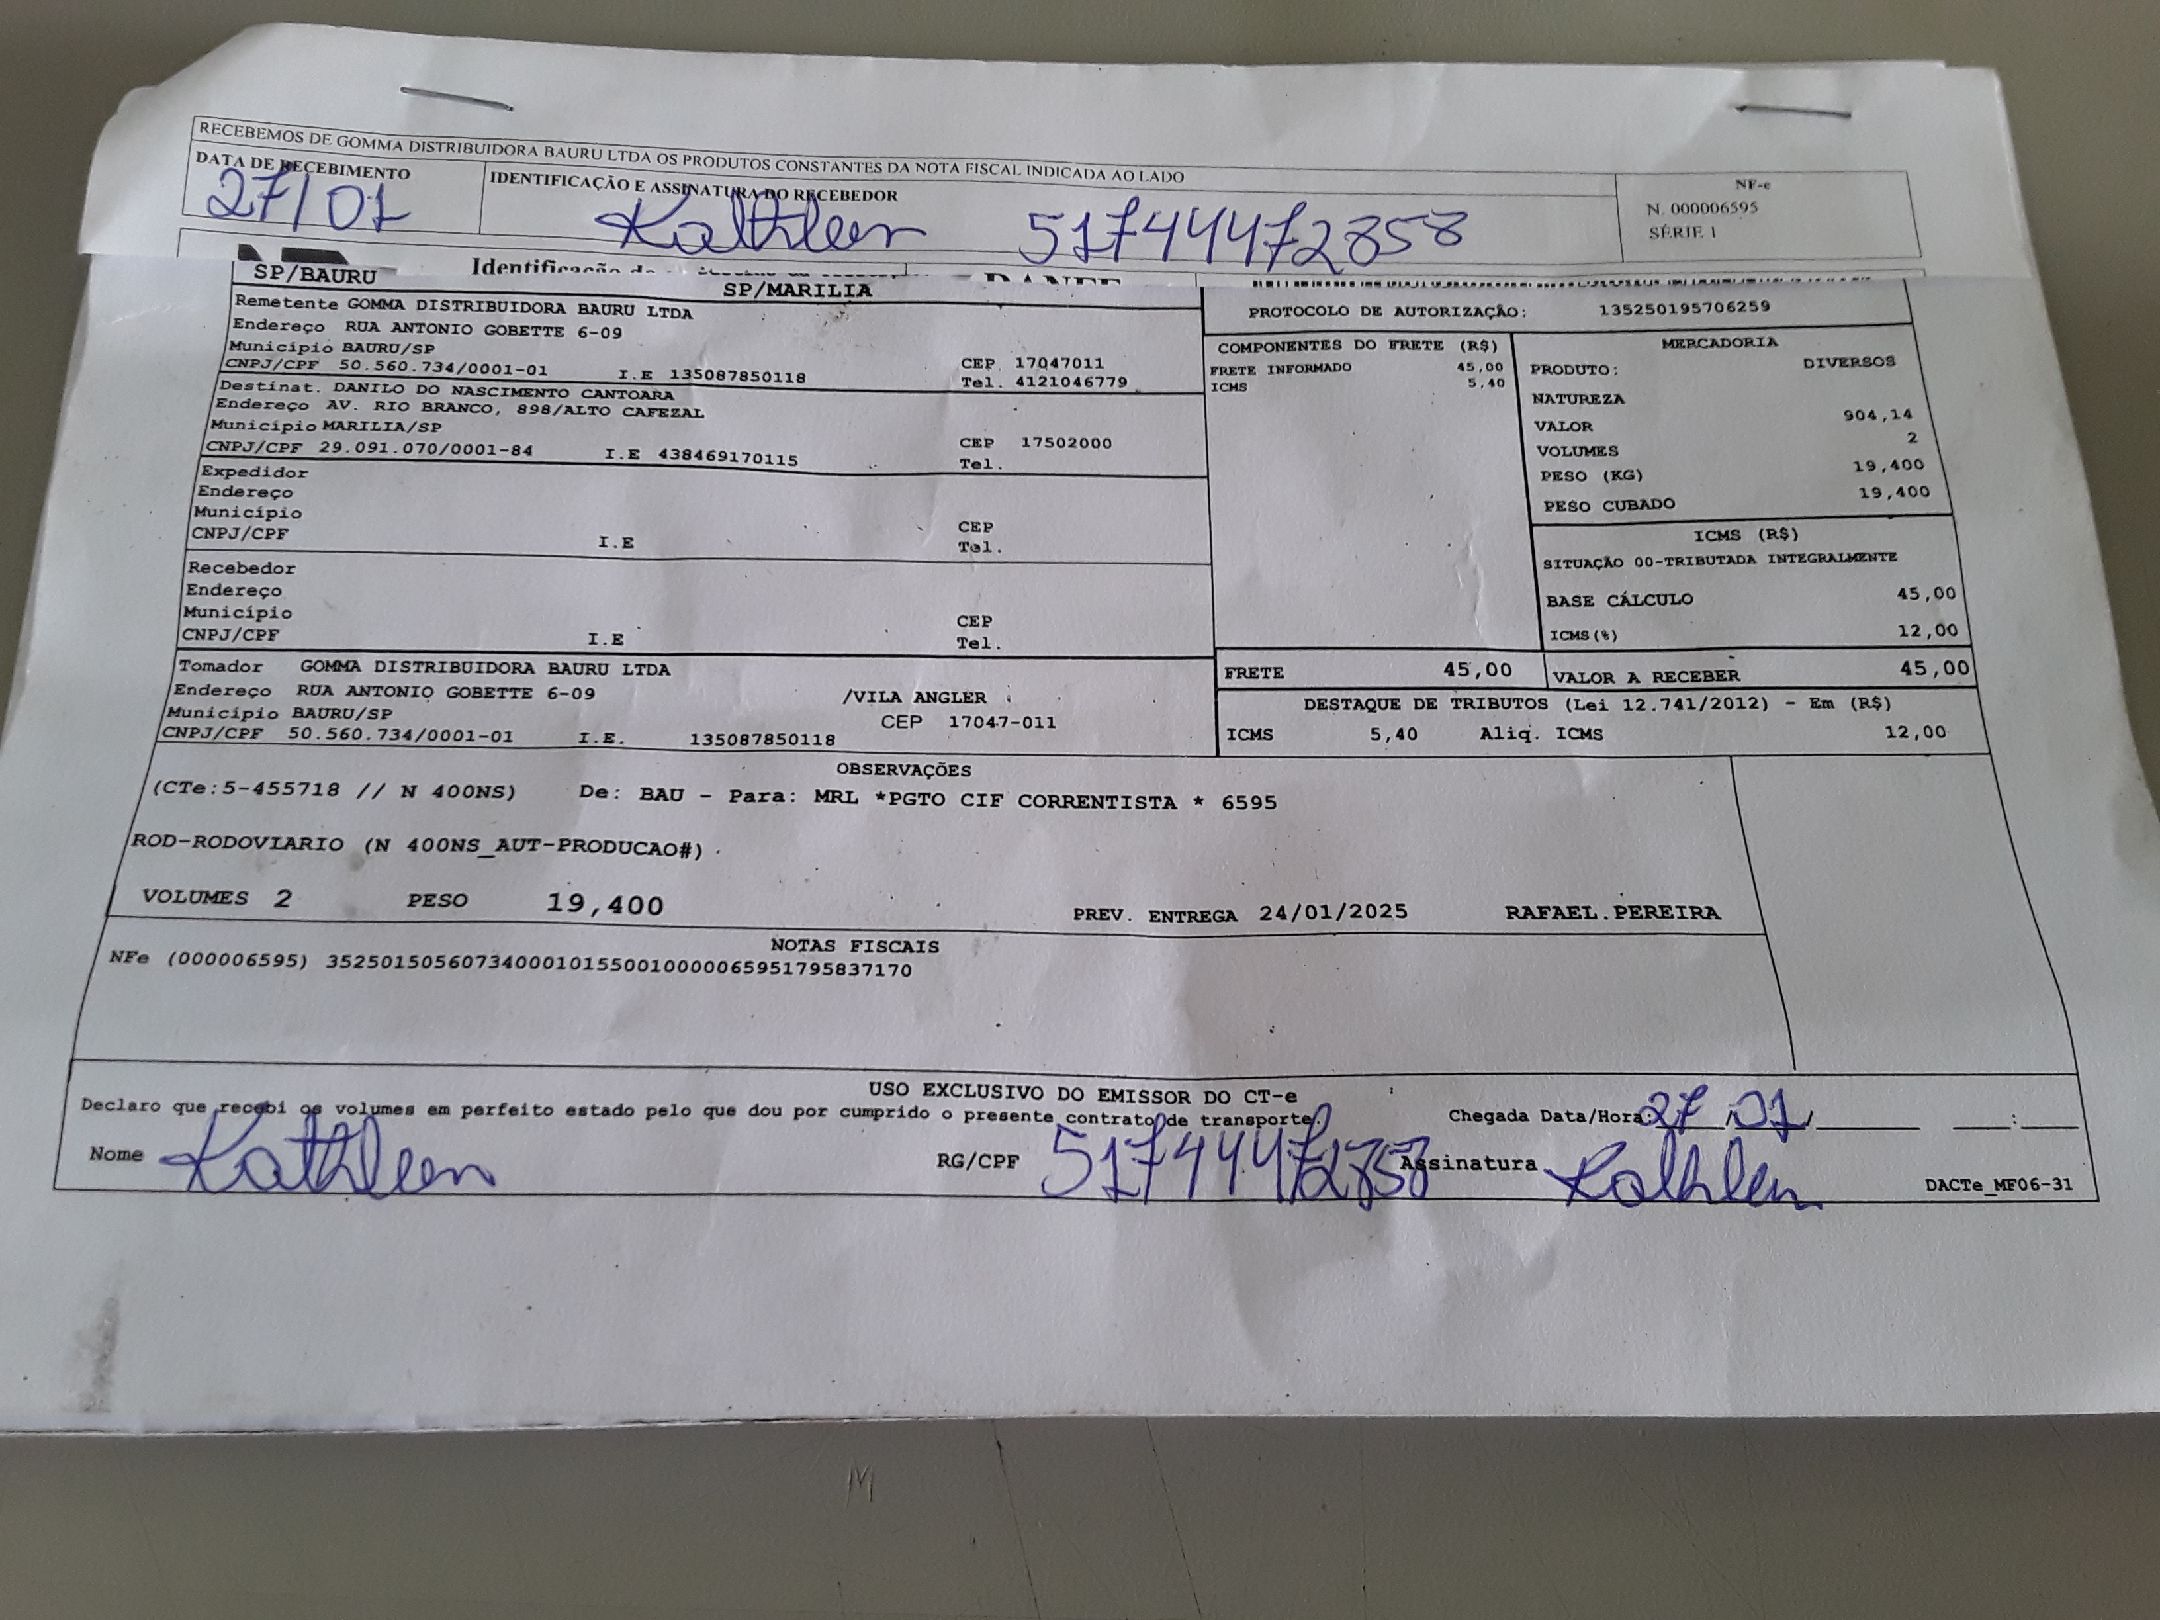 RECEBEMOS DE GOMMA DISTRIBUIDORA BAURU LTDA OS PRODUTOS CONSTANTES DA NOTA FISCAL INDICADA AO LADO
DATA DE RECEBIMENTO
27/01
IDENTIFICAÇÃO E ASSINATURA DO RECEBEDOR
Kathleen 51744472858
NF-e
N. 000006595
SÉRIE 1
Identificação
SP/BAURU
SP/MARILIA
Remetente GOMMA DISTRIBUIDORA BAURU LTDA
Endereço RUA ANTONIO GOBETTE 6-09
Município BAURU/SP
CEP 17047011
CNPJ/CPF 50.560.734/0001-01 I.E 135087850118 Tel. 4121046779
Destinat. DANILO DO NASCIMENTO CANTOARA
Endereço AV. RIO BRANCO, 898/ALTO CAFEZAL
Município MARILIA/SP
CEP 17502000
CNPJ/CPF 29.091.070/0001-84 I.E 438469170115 Tel.
Expedidor
Endereço
Município
CEP
CNPJ/CPF I.E Tel.
Recebedor
Endereço
Município
CEP
CNPJ/CPF I.E Tel.
Tomador GOMMA DISTRIBUIDORA BAURU LTDA
Endereço RUA ANTONIO GOBETTE 6-09 /VILA ANGLER
Município BAURU/SP CEP 17047-011
CNPJ/CPF 50.560.734/0001-01 I.E. 135087850118
PROTOCOLO DE AUTORIZAÇÃO: 135250195706259
COMPONENTES DO FRETE (R$)
FRETE INFORMADO 45,00
ICMS 5,40
MERCADORIA
PRODUTO: DIVERSOS
NATUREZA
VALOR 904,14
VOLUMES 2
PESO (KG) 19,400
PESO CUBADO 19,400
ICMS (R$)
SITUAÇÃO 00-TRIBUTADA INTEGRALMENTE
BASE CÁLCULO 45,00
ICMS(%) 12,00
FRETE 45,00 VALOR A RECEBER 45,00
DESTAQUE DE TRIBUTOS (Lei 12.741/2012) - Em (R$)
ICMS 5,40 Aliq. ICMS 12,00
OBSERVAÇÕES
(CTe:5-455718 // N 400NS) De: BAU - Para: MRL *PGTO CIF CORRENTISTA * 6595
ROD-RODOVIARIO (N 400NS_AUT-PRODUCAO#)
VOLUMES 2 PESO 19,400 PREV. ENTREGA 24/01/2025 RAFAEL.PEREIRA
NOTAS FISCAIS
NFe (000006595) 35250150560734000101550010000065951795837170
USO EXCLUSIVO DO EMISSOR DO CT-e
Declaro que recebi os volumes em perfeito estado pelo que dou por cumprido o presente contrato de transporte.
Chegada Data/Hora: 27 01/ :
Nome Kathleen RG/CPF 51744472858 Assinatura Kathleen
DACTe_MF06-31